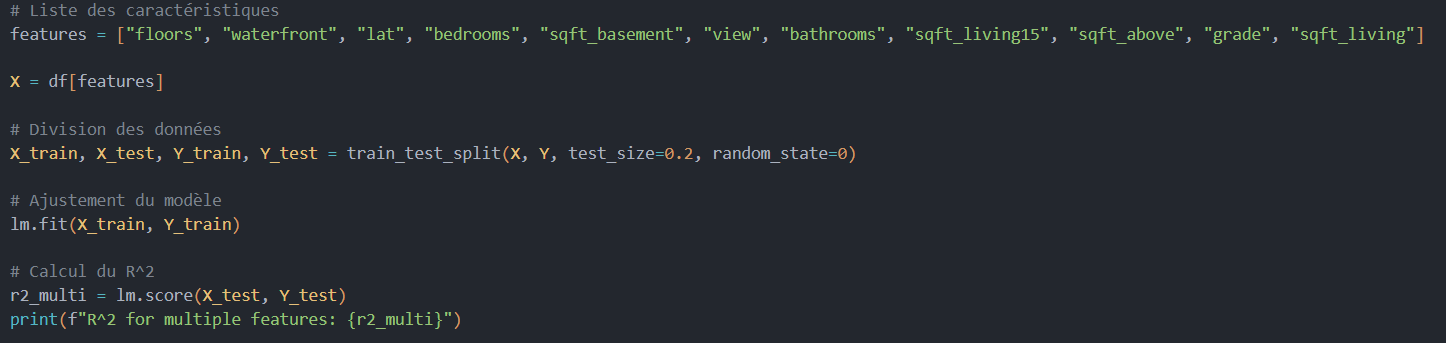 # Liste des caractéristiques
features = ["floors", "waterfront", "lat", "bedrooms", "sqft_basement", "view", "bathrooms", "sqft_living15", "sqft_above", "grade", "sqft_living"]
X = df[features]
# Division des données
X_train, X_test, Y_train, Y_test = train_test_split(X, Y, test_size=0.2, random_state=0)
# Ajustement du modèle
lm.fit(X_train, Y_train)
# Calcul du R^2
r2_multi = lm.score(X_test, Y_test)
print(f"R^2 for multiple features: {r2_multi}")